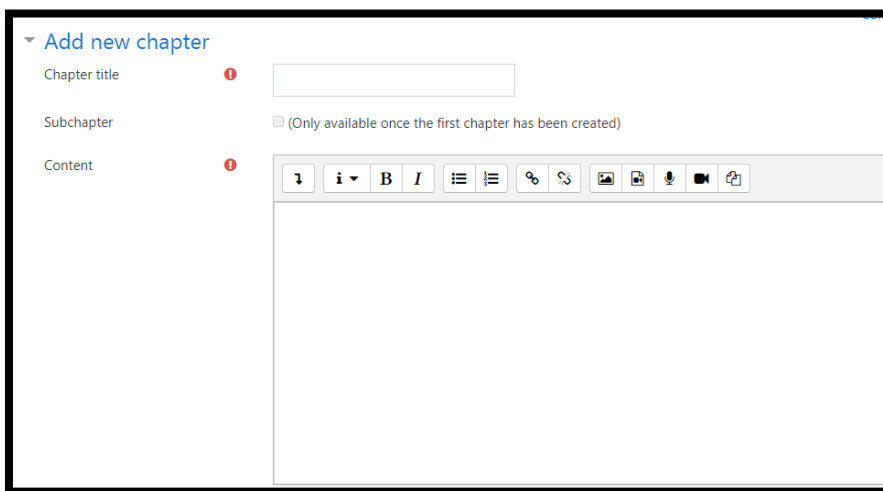 Add new chapter
Chapter title
Subchapter (Only available once the first chapter has been created)
Content
i B I